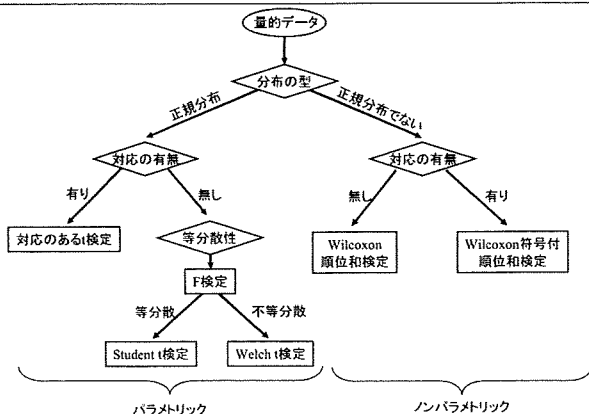 量的データ
分布の型
正規分布
正規分布でない
対応の有無
対応の有無
有り
無し
無し
有り
対応のあるt検定
等分散性
Wilcoxon
順位和検定
Wilcoxon符号付
順位和検定
F検定
等分散
不等分散
Student t検定
Welch t検定
パラメトリック
ノンパラメトリック